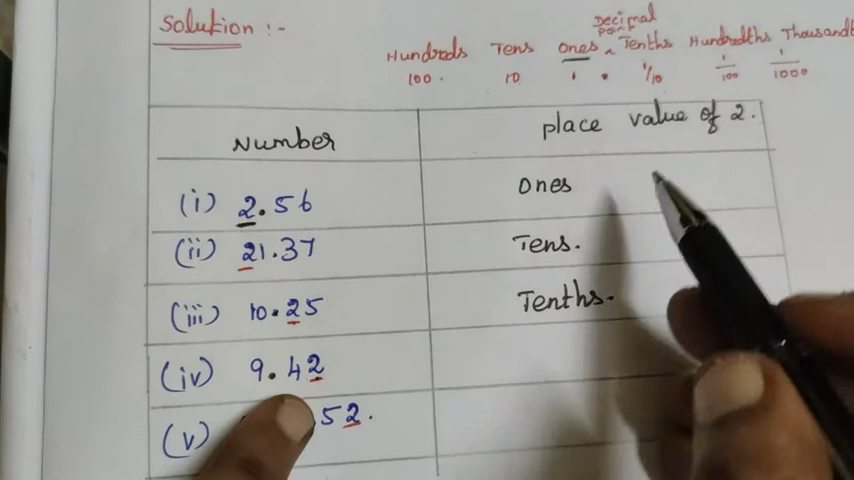 Solution :-
Decimal
point
Hundreds Tens Ones . Tenths Hundredths Thousandt
100. 10 1 . 1/10 1/100 1/1000
Number place value of 2.
(i) 2.56 Ones
(ii) 21.37 Tens.
(iii) 10.25 Tenths.
(iv) 9.42
(v) 52.